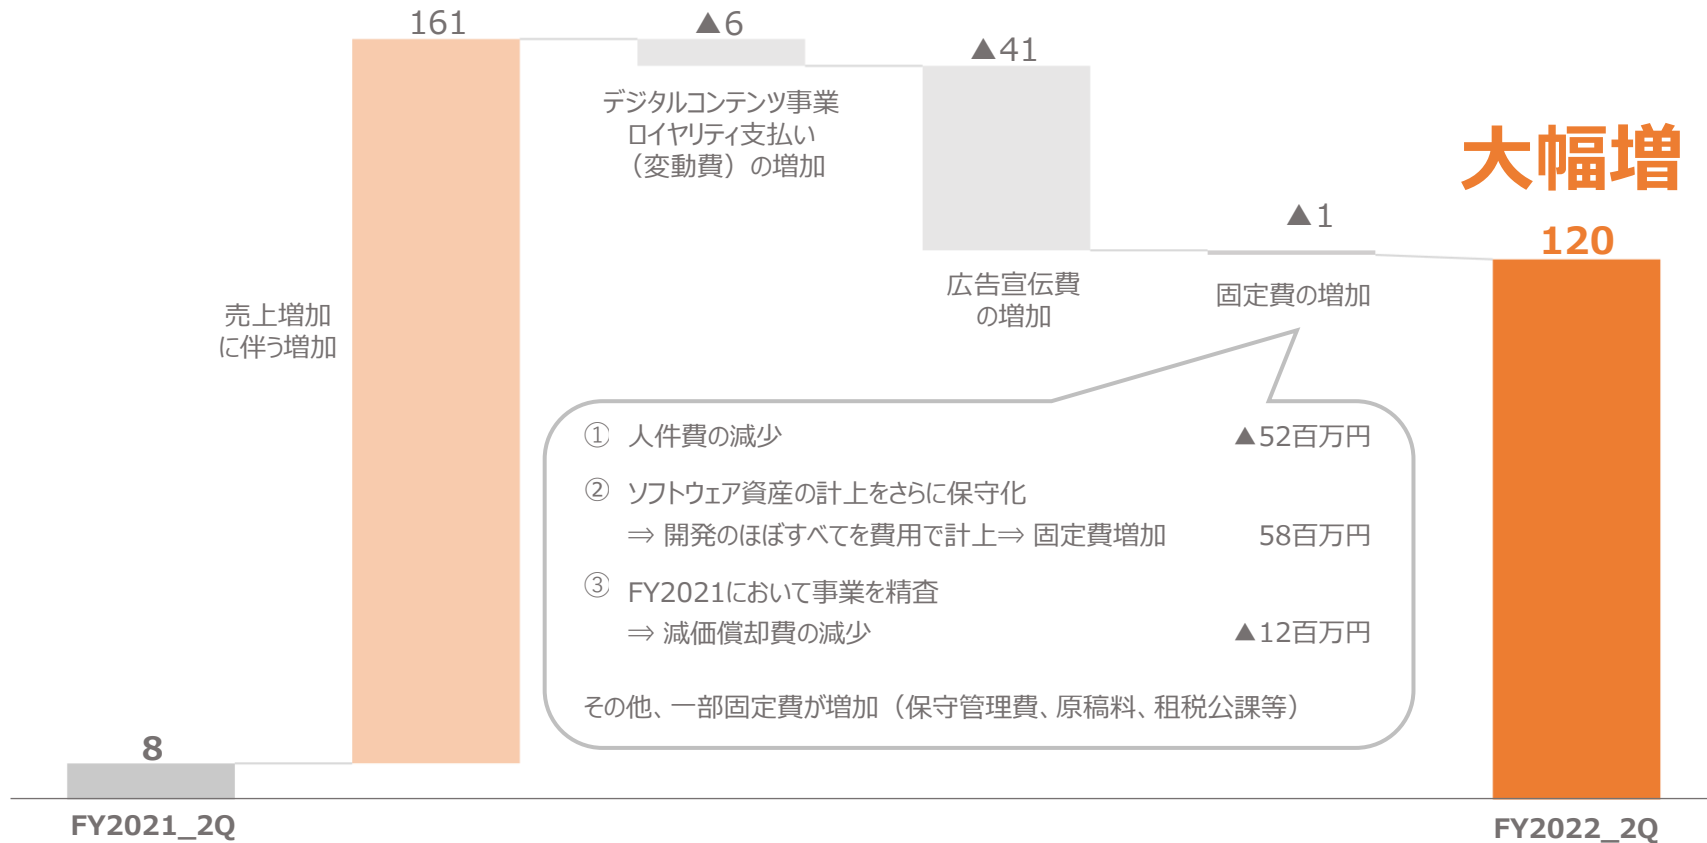 161
▲6
▲41
デジタルコンテンツ事業
ロイヤリティ支払い
（変動費）の増加
大幅増
▲1
120
広告宣伝費
の増加
固定費の増加
売上増加
に伴う増加
① 人件費の減少 ▲52百万円
② ソフトウェア資産の計上をさらに保守化
⇒ 開発のほぼすべてを費用で計上⇒ 固定費増加 58百万円
③ FY2021において事業を精査
⇒ 減価償却費の減少 ▲12百万円
その他、一部固定費が増加（保守管理費、原稿料、租税公課等）
8
FY2021_2Q
FY2022_2Q